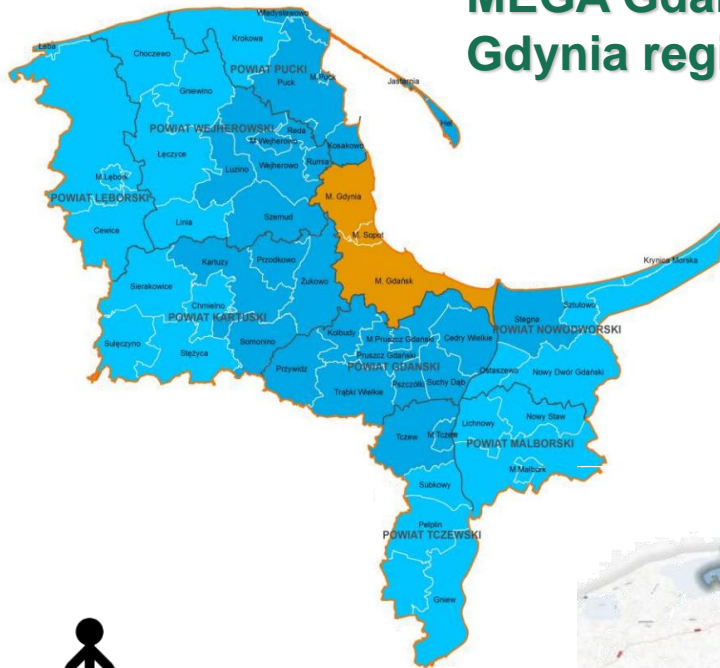 MEGA Gda
Gdynia regi
Władysławowo
Łeba
Choczewo
Krokowa
POWIAT PUCKI
Puck
M.Puck
Jastarnia
Hel
Gniewino
POWIAT WEJHEROWSKI
Reda
M.Wejherowo
Kosakowo
Łęczyce
Luzino
Wejherowo
Rumia
M.Lębork
POWIAT LĘBORSKI
M. Gdynia
Cewice
Linia
Szemud
M. Sopot
Kartuzy
Przodkowo
Krynica Morska
Sierakowice
Żukowo
M. Gdańsk
Chmielno
POWIAT KARTUSKI
Sztutowo
Stegna
POWIAT NOWODWORSKI
Sulęczyno
Stężyca
Somonino
Kolbudy
M.Pruszcz Gdański
Cedry Wielkie
Pruszcz Gdański
POWIAT GDAŃSKI
Przywidz
Ostaszewo
Nowy Dwór Gdański
Trąbki Wielkie
Pszczółki
Suchy Dąb
Lichnowy
Nowy Staw
Tczew
M.Tczew
POWIAT MALBORSKI
M.Malbork
Subkowy
Pelplin
POWIAT TCZEWSKI
Gniew